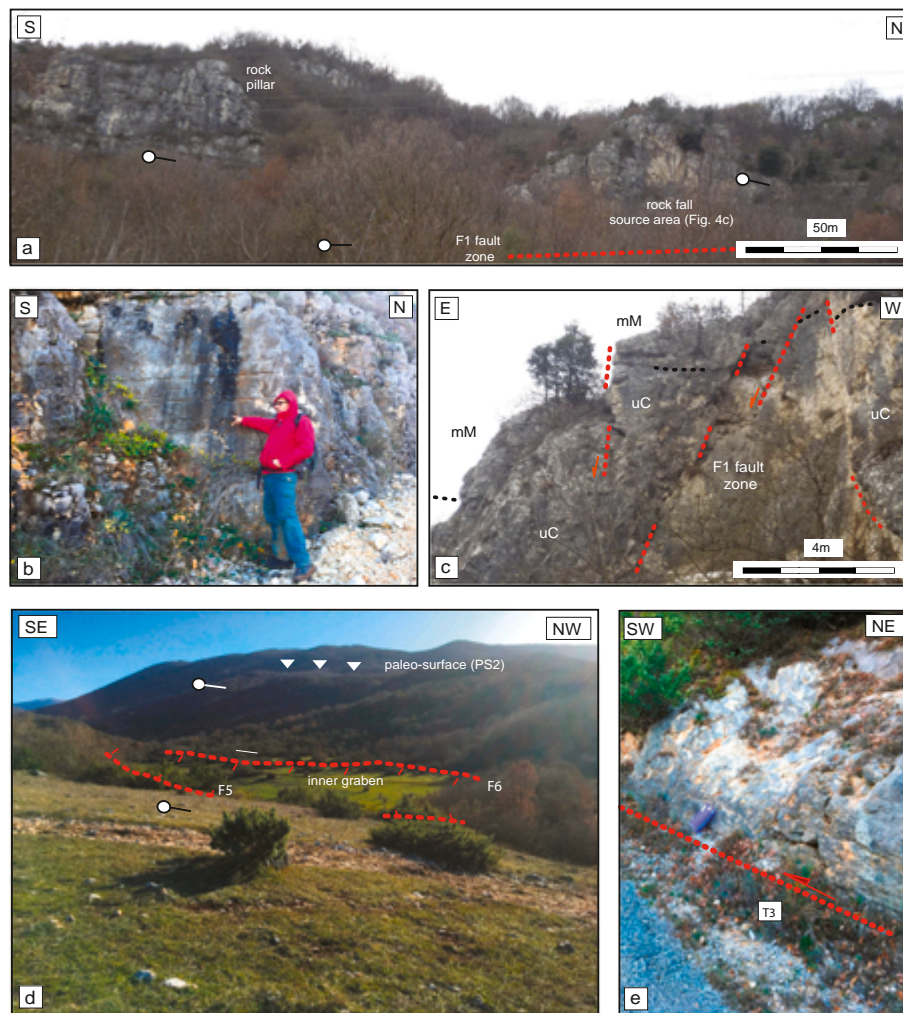 S
N
rock
pillar
rock fall
source area (Fig. 4c)
50m
F1 fault
zone
a
S
N
b
E
W
mM
mM
uC
uC
uC
F1 fault
zone
4m
c
SE
NW
paleo-surface (PS2)
F5
inner graben
F6
d
SW
NE
T3
e